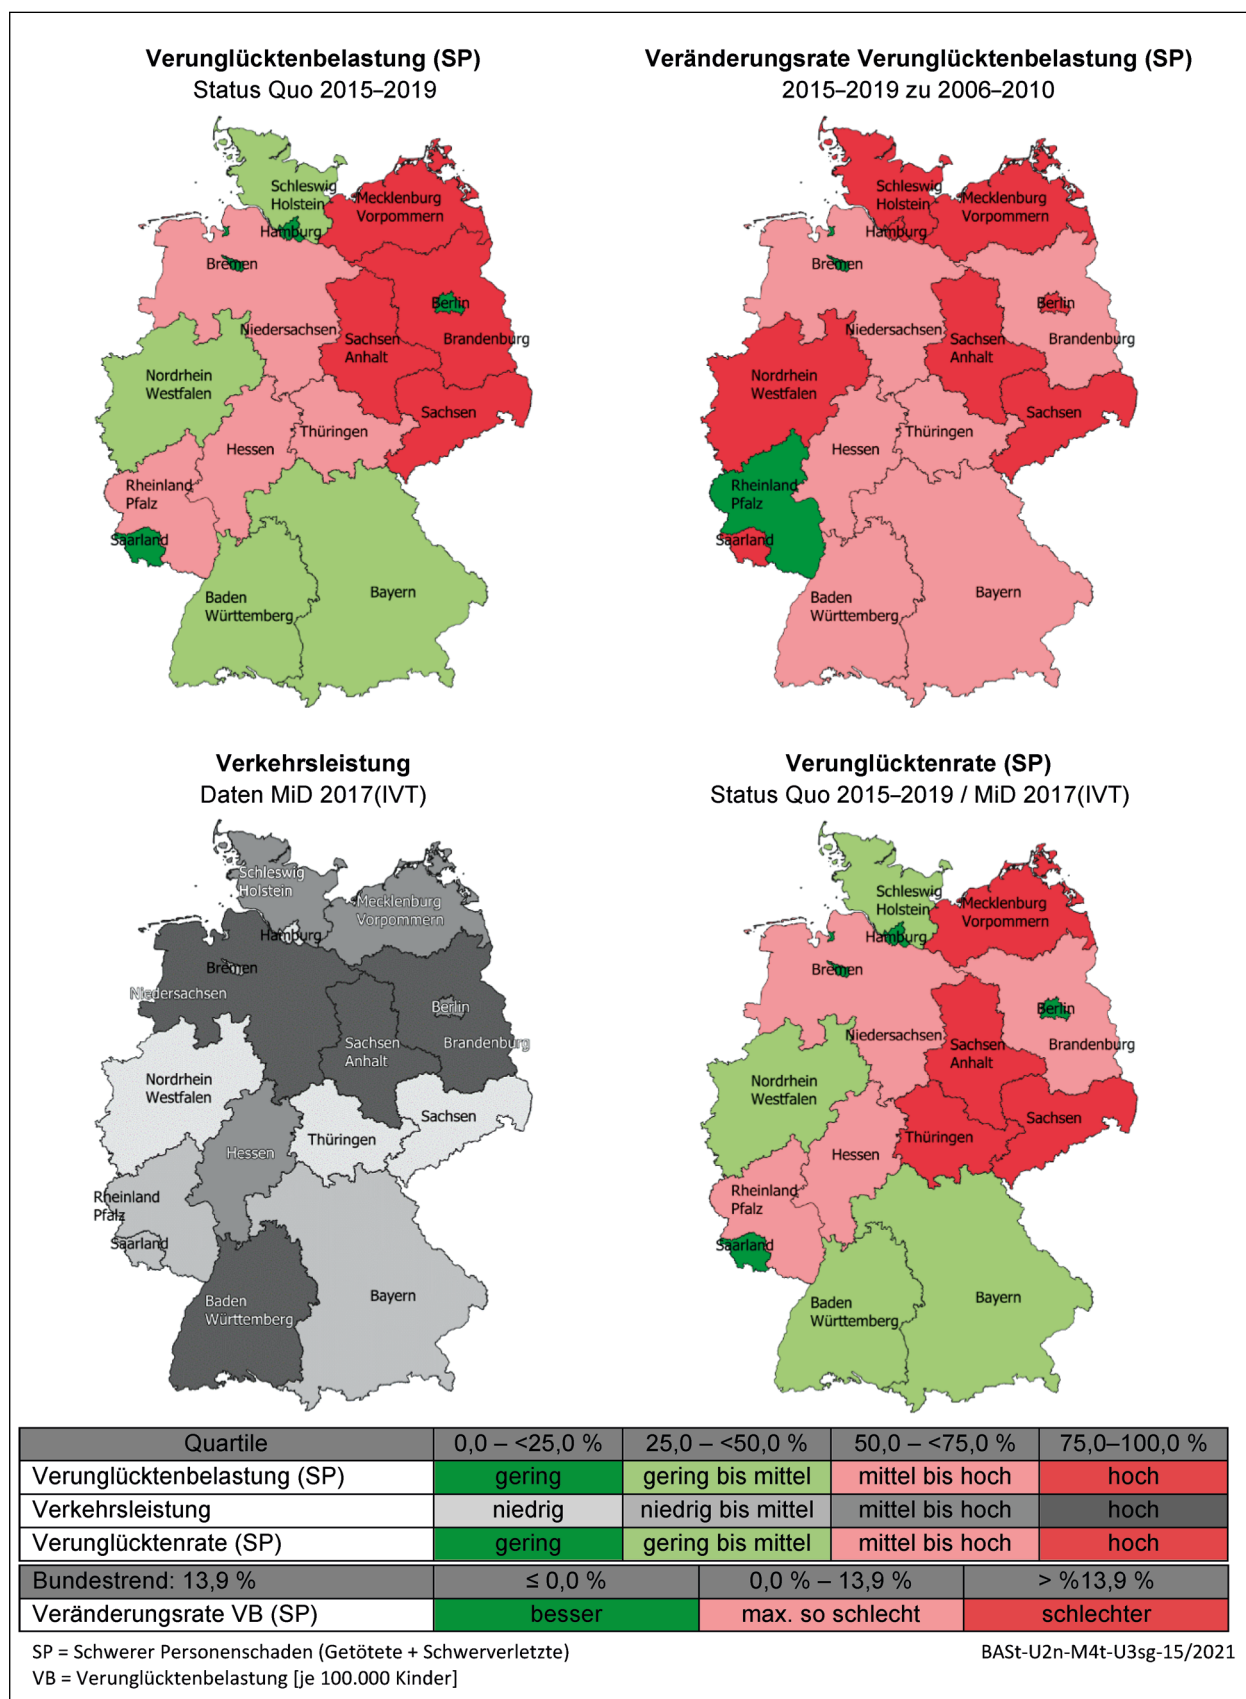 Verunglücktenbelastung (SP)
Status Quo 2015–2019
Schleswig
Holstein
Mecklenburg
Vorpommern
Hamburg
Bremen
Berlin
Niedersachsen
Sachsen
Anhalt
Brandenburg
Nordrhein
Westfalen
Sachsen
Thüringen
Hessen
Rheinland
Pfalz
Saarland
Baden
Württemberg
Bayern
Veränderungsrate Verunglücktenbelastung (SP)
2015–2019 zu 2006–2010
Schleswig
Holstein
Mecklenburg
Vorpommern
Hamburg
Bremen
Berlin
Niedersachsen
Sachsen
Anhalt
Brandenburg
Nordrhein
Westfalen
Sachsen
Thüringen
Hessen
Rheinland
Pfalz
Saarland
Baden
Württemberg
Bayern
Verkehrsleistung
Daten MiD 2017(IVT)
Schleswig
Holstein
Mecklenburg
Vorpommern
Hamburg
Bremen
Niedersachsen
Berlin
Sachsen
Anhalt
Brandenburg
Nordrhein
Westfalen
Sachsen
Thüringen
Hessen
Rheinland
Pfalz
Saarland
Baden
Württemberg
Bayern
Verunglücktenrate (SP)
Status Quo 2015–2019 / MiD 2017(IVT)
Schleswig
Holstein
Mecklenburg
Vorpommern
Hamburg
Bremen
Berlin
Niedersachsen
Sachsen
Anhalt
Brandenburg
Nordrhein
Westfalen
Sachsen
Thüringen
Hessen
Rheinland
Pfalz
Saarland
Baden
Württemberg
Bayern
Quartile 0,0 – <25,0 % 25,0 – <50,0 % 50,0 – <75,0 % 75,0–100,0 %
Verunglücktenbelastung (SP) gering gering bis mittel mittel bis hoch hoch
Verkehrsleistung niedrig niedrig bis mittel mittel bis hoch hoch
Verunglücktenrate (SP) gering gering bis mittel mittel bis hoch hoch
Bundestrend: 13,9 % ≤ 0,0 % 0,0 % – 13,9 % > %13,9 %
Veränderungsrate VB (SP) besser max. so schlecht schlechter
SP = Schwerer Personenschaden (Getötete + Schwerverletzte) BASt-U2n-M4t-U3sg-15/2021
VB = Verunglücktenbelastung [je 100.000 Kinder]